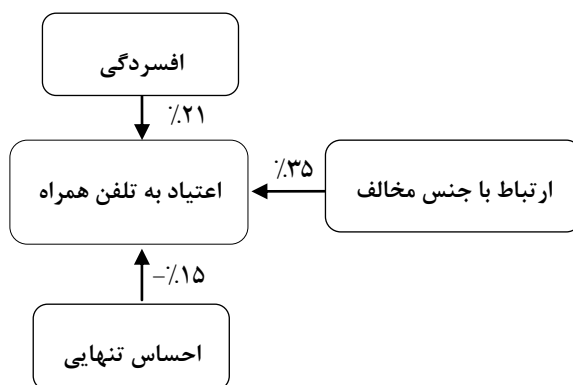 افسردگی
٪۲۱
اعتیاد به تلفن همراه
٪۳۵
ارتباط با جنس مخالف
–٪۱۵
احساس تنهایی